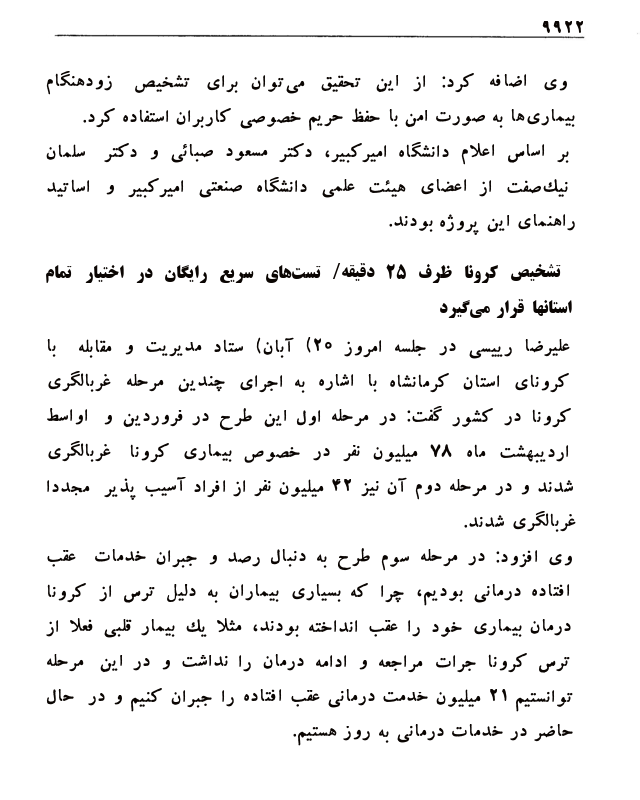 ۹۹۲۲
وی اضافه کرد: از این تحقیق می‌توان برای تشخیص زودهنگام
بیماری‌ها به صورت امن با حفظ حریم خصوصی کاربران استفاده کرد.
بر اساس اعلام دانشگاه امیرکبیر، دکتر مسعود صبائی و دکتر سلمان
نیك‌صفت از اعضای هیئت علمی دانشگاه صنعتی امیرکبیر و اساتید
راهنمای این پروژه بودند.
تشخیص کرونا ظرف ۲۵ دقیقه/ تست‌های سریع رایگان در اختیار تمام
استانها قرار می‌گیرد
علیرضا رییسی در جلسه امروز ۲۰) آبان) ستاد مدیریت و مقابله با
کرونای استان کرمانشاه با اشاره به اجرای چندین مرحله غربالگری
کرونا در کشور گفت: در مرحله اول این طرح در فروردین و اواسط
اردیبهشت ماه ۷۸ میلیون نفر در خصوص بیماری کرونا غربالگری
شدند و در مرحله دوم آن نیز ۴۲ میلیون نفر از افراد آسیب پذیر مجددا
غربالگری شدند.
وی افزود: در مرحله سوم طرح به دنبال رصد و جبران خدمات عقب
افتاده درمانی بودیم، چرا که بسیاری بیماران به دلیل ترس از کرونا
درمان بیماری خود را عقب انداخته بودند، مثلا یك بیمار قلبی فعلا از
ترس کرونا جرات مراجعه و ادامه درمان را نداشت و در این مرحله
توانستیم ۲۱ میلیون خدمت درمانی عقب افتاده را جبران کنیم و در حال
حاضر در خدمات درمانی به روز هستیم.